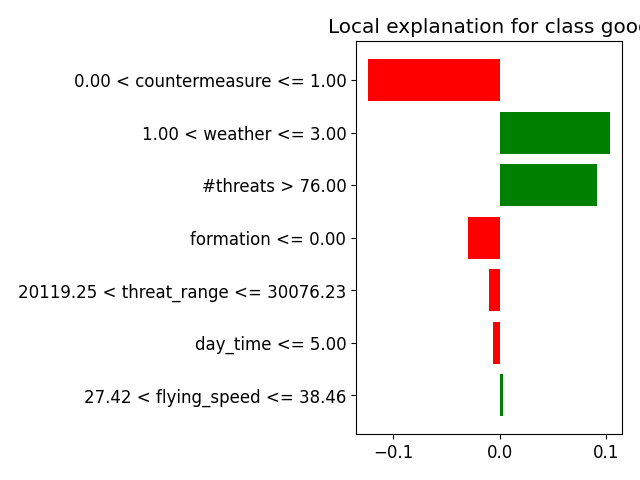 Local explanation for class good
0.00 < countermeasure <= 1.00
1.00 < weather <= 3.00
#threats > 76.00
formation <= 0.00
20119.25 < threat_range <= 30076.23
day_time <= 5.00
27.42 < flying_speed <= 38.46
−0.1 0.0 0.1